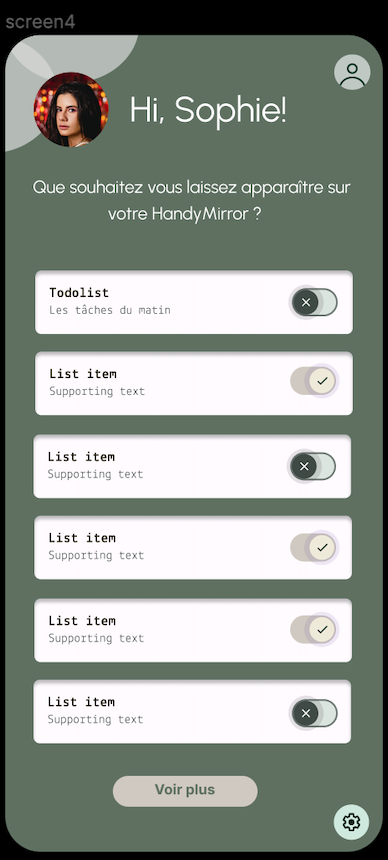 screen4
Hi, Sophie!
Que souhaitez vous laissez apparaître sur
votre HandyMirror ?
Todolist
Les tâches du matin
List item
Supporting text
List item
Supporting text
List item
Supporting text
List item
Supporting text
List item
Supporting text
Voir plus